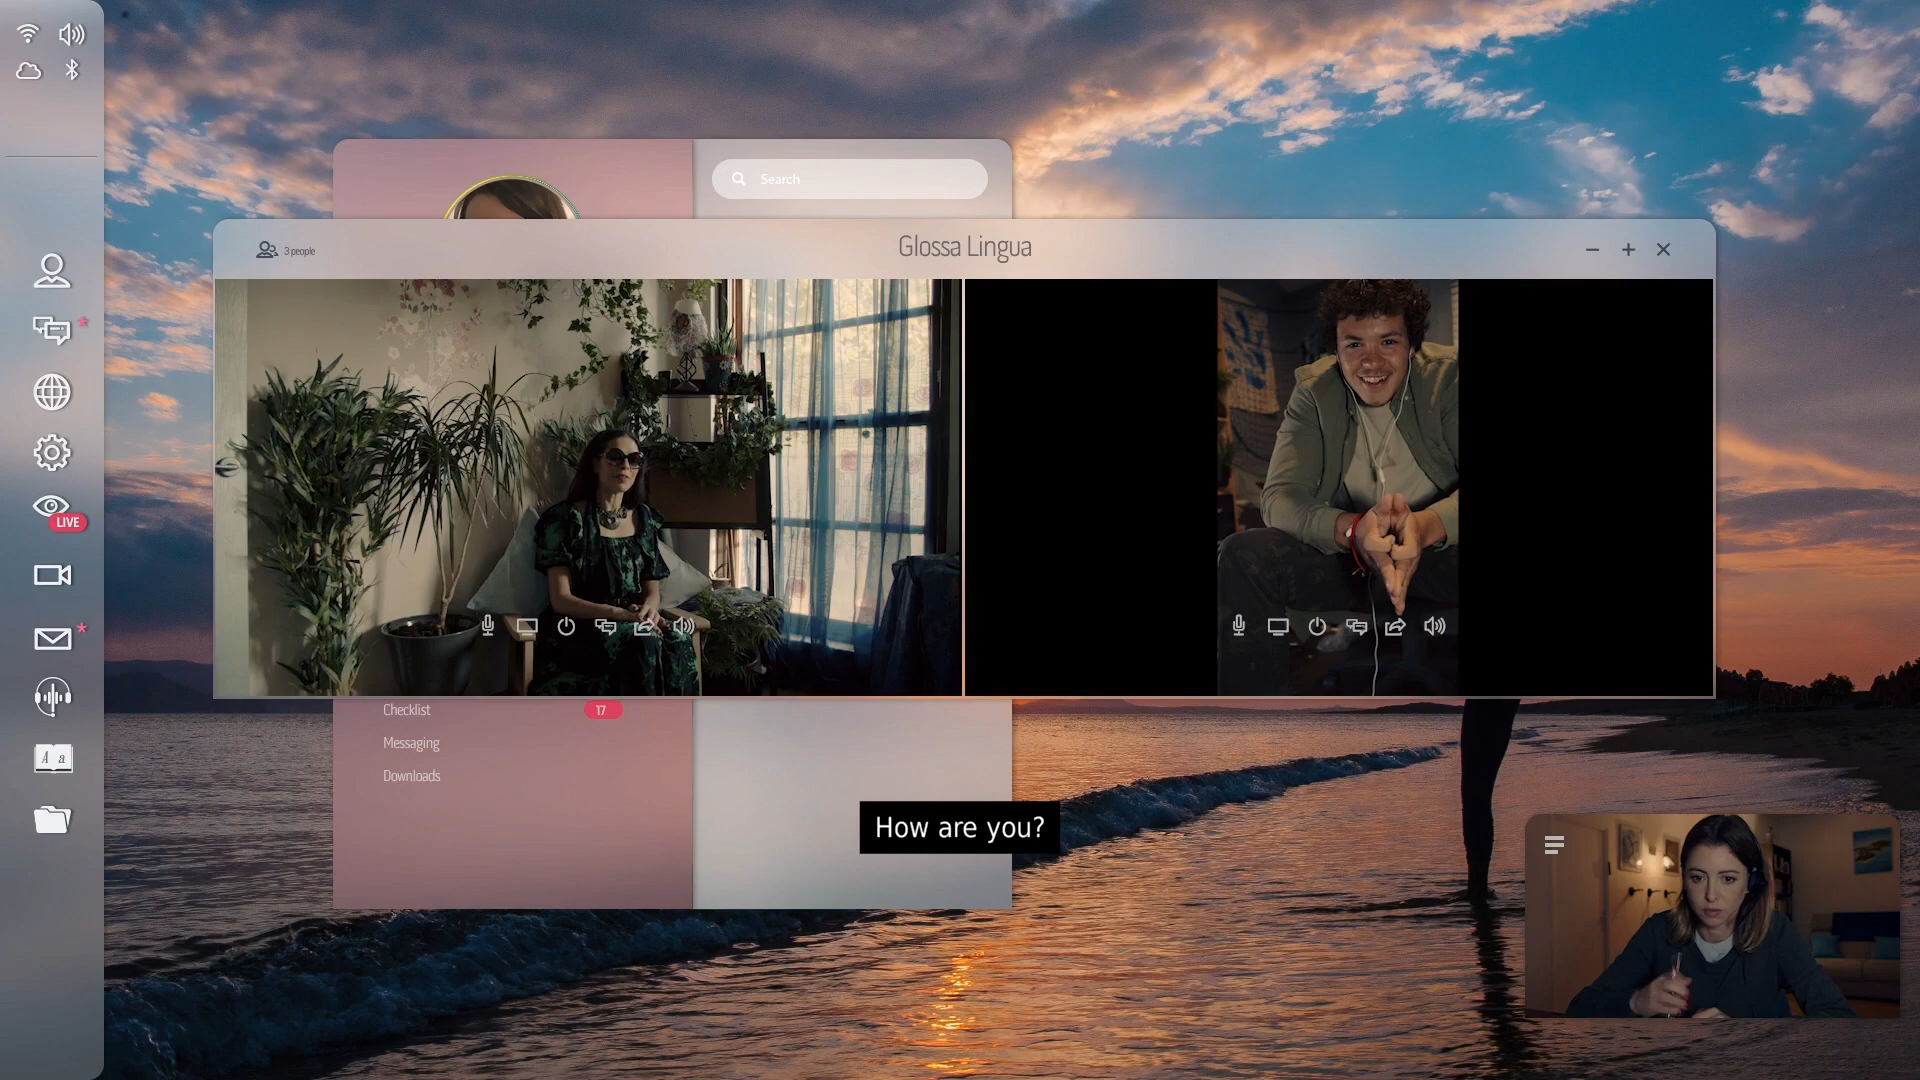 Search
3 people
Glossa Lingua
LIVE
A a
Checklist 17
Messaging
Downloads
How are you?